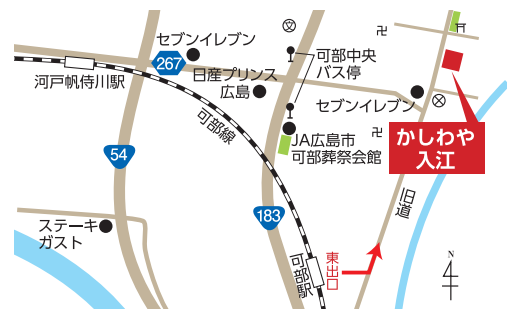 セブンイレブン
267
河戸帆待川駅
日産プリンス
広島
可部中央
バス停
セブンイレブン
可部線
JA広島市
可部葬祭会館
かしわや
入江
54
183
旧道
ステーキ
ガスト
可部駅
東出口
N